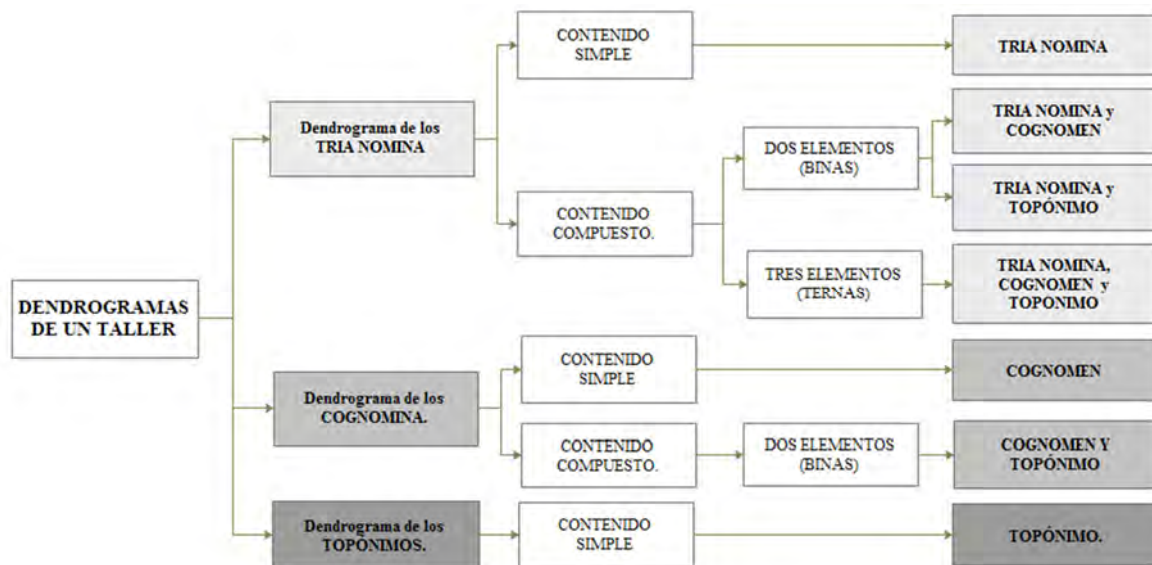 DENDROGRAMAS
DE UN TALLER
Dendrograma de los
TRIA NOMINA
CONTENIDO
SIMPLE
TRIA NOMINA
CONTENIDO
COMPUESTO.
DOS ELEMENTOS
(BINAS)
TRIA NOMINA y
COGNOMEN
TRIA NOMINA y
TOPÓNIMO
TRES ELEMENTOS
(TERNAS)
TRIA NOMINA,
COGNOMEN y
TOPÓNIMO
Dendrograma de los
COGNOMINA.
CONTENIDO
SIMPLE
COGNOMEN
CONTENIDO
COMPUESTO.
DOS ELEMENTOS
(BINAS)
COGNOMEN Y
TOPÓNIMO
Dendrograma de los
TOPÓNIMOS.
CONTENIDO
SIMPLE
TOPÓNIMO.